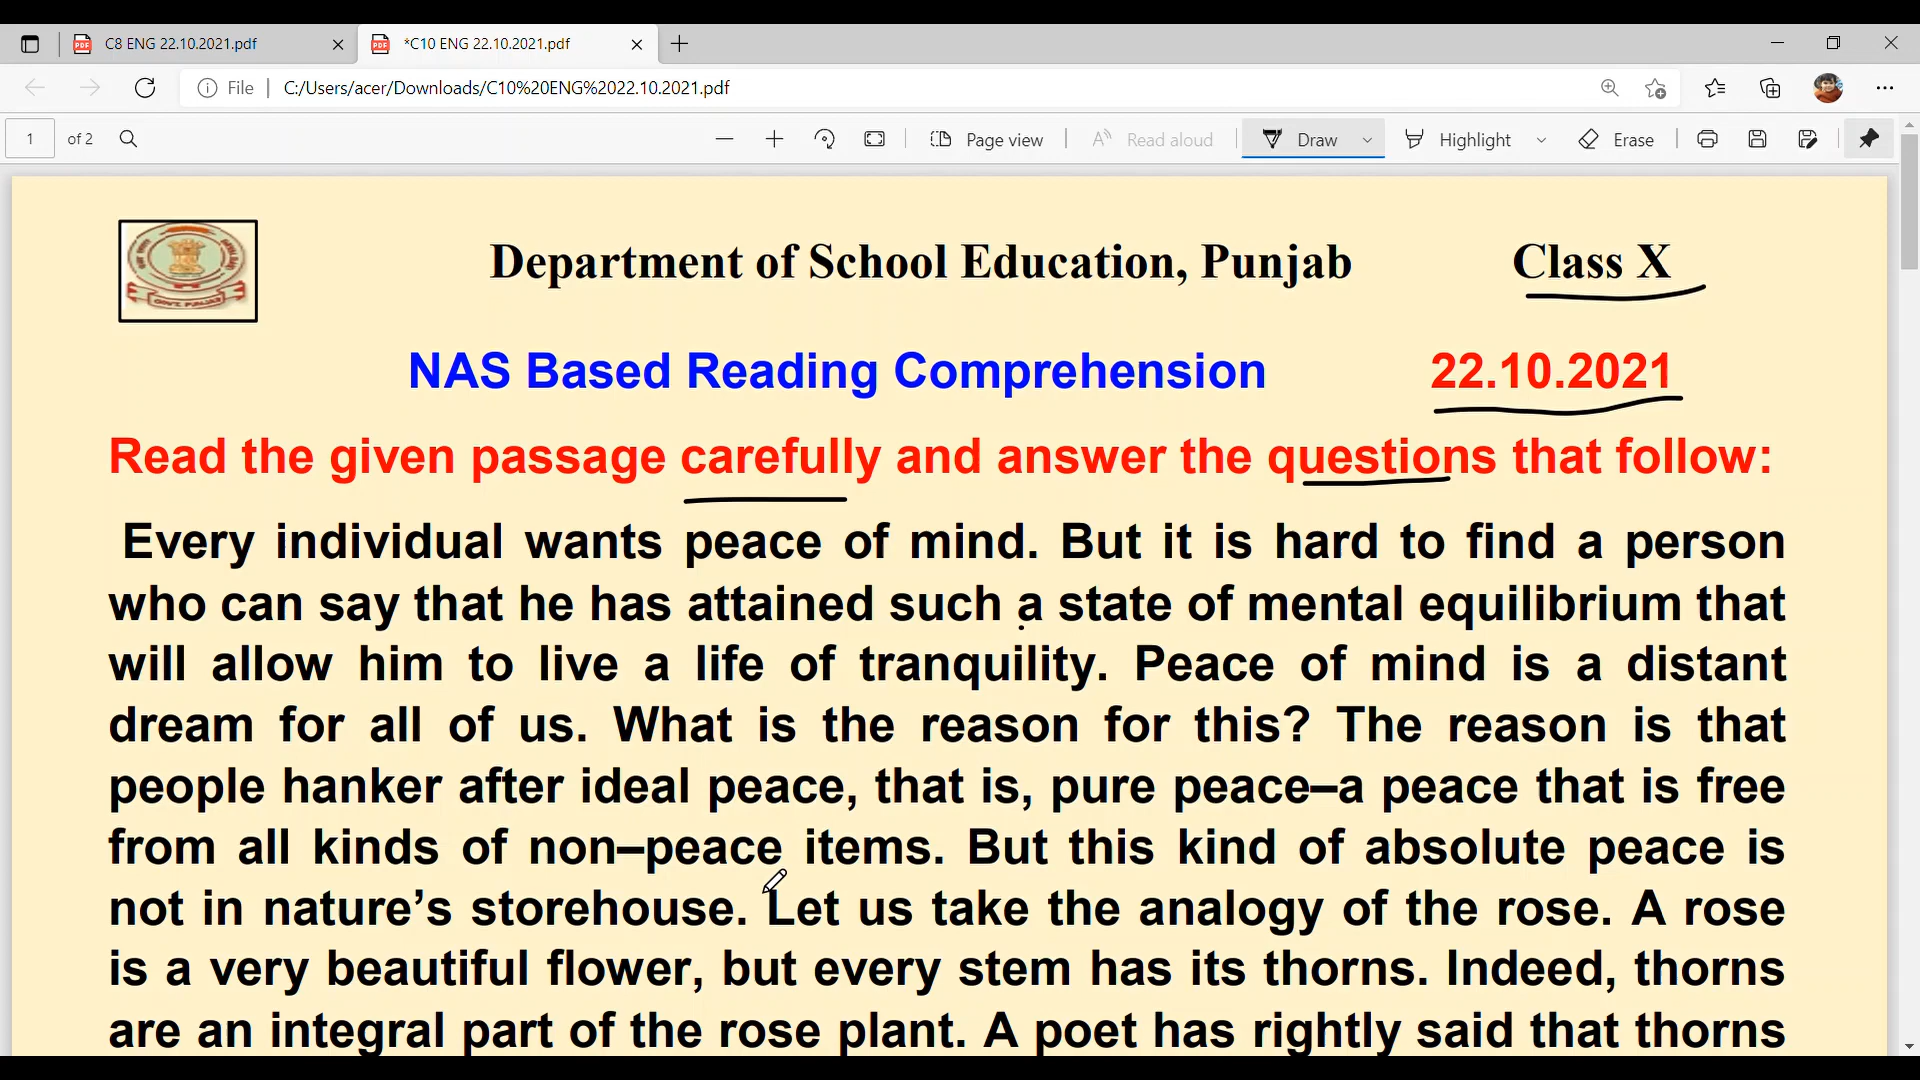 C8 ENG 22.10.2021.pdf *C10 ENG 22.10.2021.pdf
File C:/Users/acer/Downloads/C10%20ENG%2022.10.2021.pdf
1 of 2 Page view Read aloud Draw Highlight Erase
Department of School Education, Punjab Class X
NAS Based Reading Comprehension 22.10.2021
Read the given passage carefully and answer the questions that follow:
Every individual wants peace of mind. But it is hard to find a person
who can say that he has attained such a state of mental equilibrium that
will allow him to live a life of tranquility. Peace of mind is a distant
dream for all of us. What is the reason for this? The reason is that
people hanker after ideal peace, that is, pure peace–a peace that is free
from all kinds of non–peace items. But this kind of absolute peace is
not in nature’s storehouse. Let us take the analogy of the rose. A rose
is a very beautiful flower, but every stem has its thorns. Indeed, thorns
are an integral part of the rose plant. A poet has rightly said that thorns